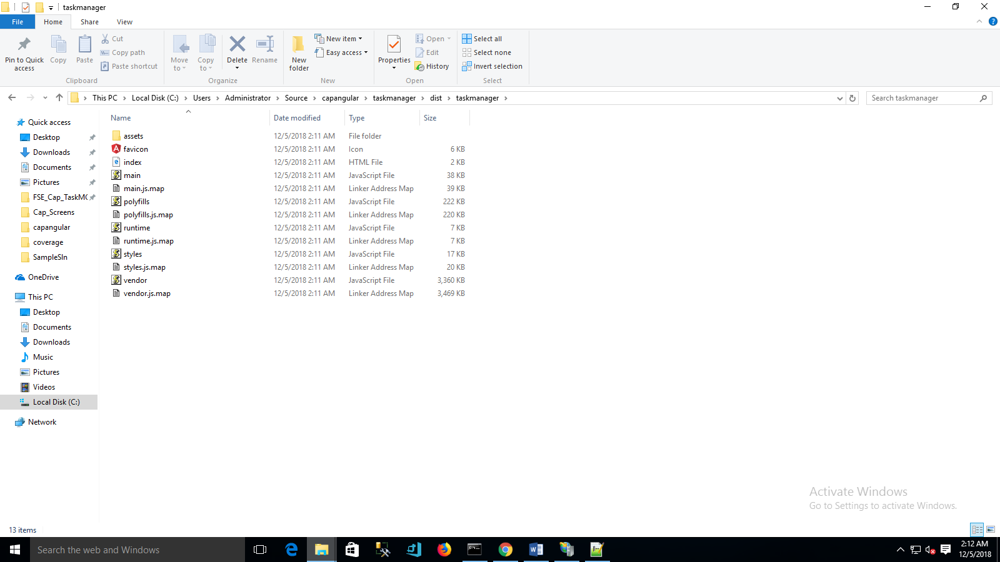 taskmanager
File Home Share View
Pin to Quick access
Copy
Paste
Cut
Copy path
Paste shortcut
Clipboard
Move to
Copy to
Delete
Rename
Organize
New folder
New item
Easy access
New
Properties
Open
Edit
History
Open
Select all
Select none
Invert selection
Select
This PC Local Disk (C:) Users Administrator Source capangular taskmanager dist taskmanager
Search taskmanager
Quick access
Desktop
Downloads
Documents
Pictures
FSE_Cap_TaskM
Cap_Screens
capangular
coverage
SampleSln
OneDrive
This PC
Desktop
Documents
Downloads
Music
Pictures
Videos
Local Disk (C:)
Network
Name Date modified Type Size
assets 12/5/2018 2:11 AM File folder
favicon 12/5/2018 2:11 AM Icon 6 KB
index 12/5/2018 2:11 AM HTML File 2 KB
main 12/5/2018 2:11 AM JavaScript File 38 KB
main.js.map 12/5/2018 2:11 AM Linker Address Map 39 KB
polyfills 12/5/2018 2:11 AM JavaScript File 222 KB
polyfills.js.map 12/5/2018 2:11 AM Linker Address Map 220 KB
runtime 12/5/2018 2:11 AM JavaScript File 7 KB
runtime.js.map 12/5/2018 2:11 AM Linker Address Map 7 KB
styles 12/5/2018 2:11 AM JavaScript File 17 KB
styles.js.map 12/5/2018 2:11 AM Linker Address Map 20 KB
vendor 12/5/2018 2:11 AM JavaScript File 3,360 KB
vendor.js.map 12/5/2018 2:11 AM Linker Address Map 3,469 KB
Activate Windows
Go to Settings to activate Windows.
13 items
Search the web and Windows
2:12 AM
12/5/2018